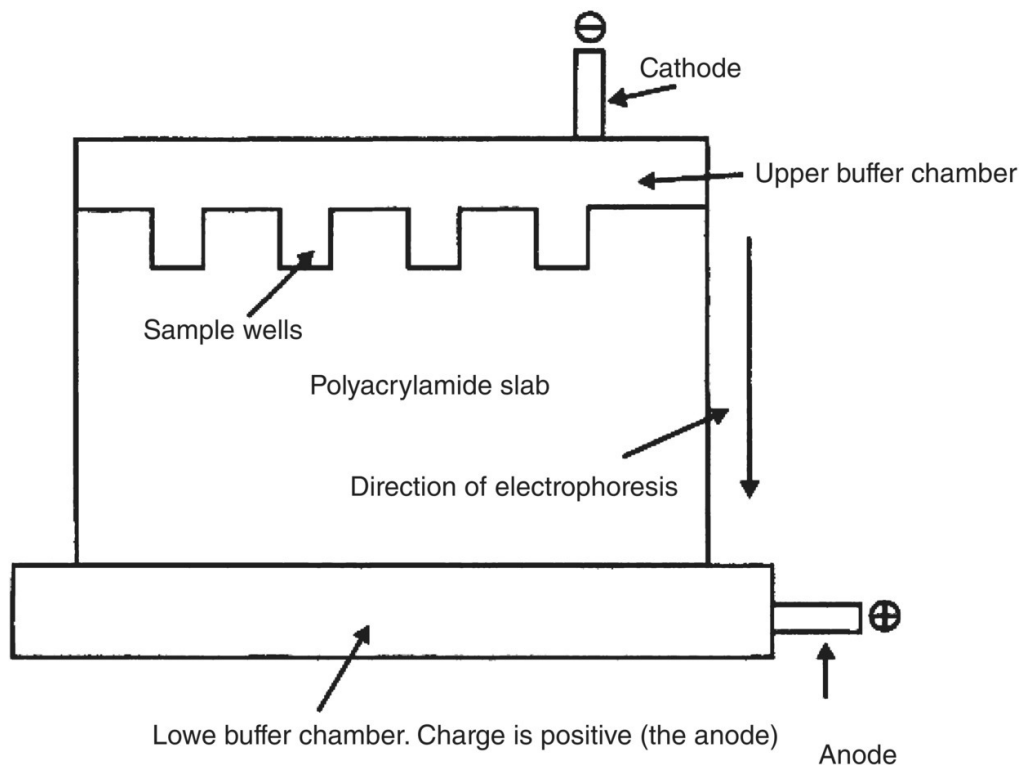 ⊖
Cathode
Upper buffer chamber
Sample wells
Polyacrylamide slab
Direction of electrophoresis
⊕
Lowe buffer chamber. Charge is positive (the anode)
Anode